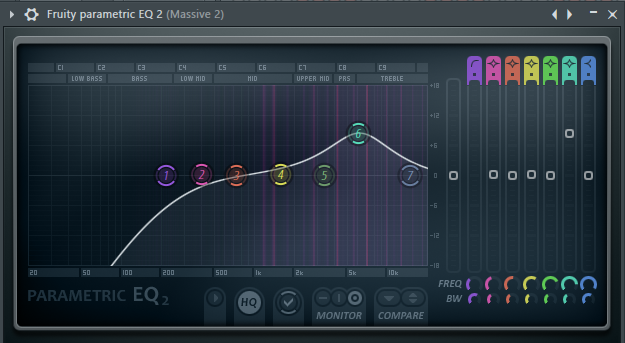 Fruity parametric EQ 2 (Massive 2)
C1 C2 C3 C4 C5 C6 C7 C8 C9
LOW BASS BASS LOW MID MID UPPER MID PRS TREBLE
+18
+12
+6
1 2 3 4 5 6 7
0
-6
-12
-18
20 50 100 200 500 1k 2k 5k 10k
FREQ
PARAMETRIC EQ 2 HQ
BW
MONITOR COMPARE